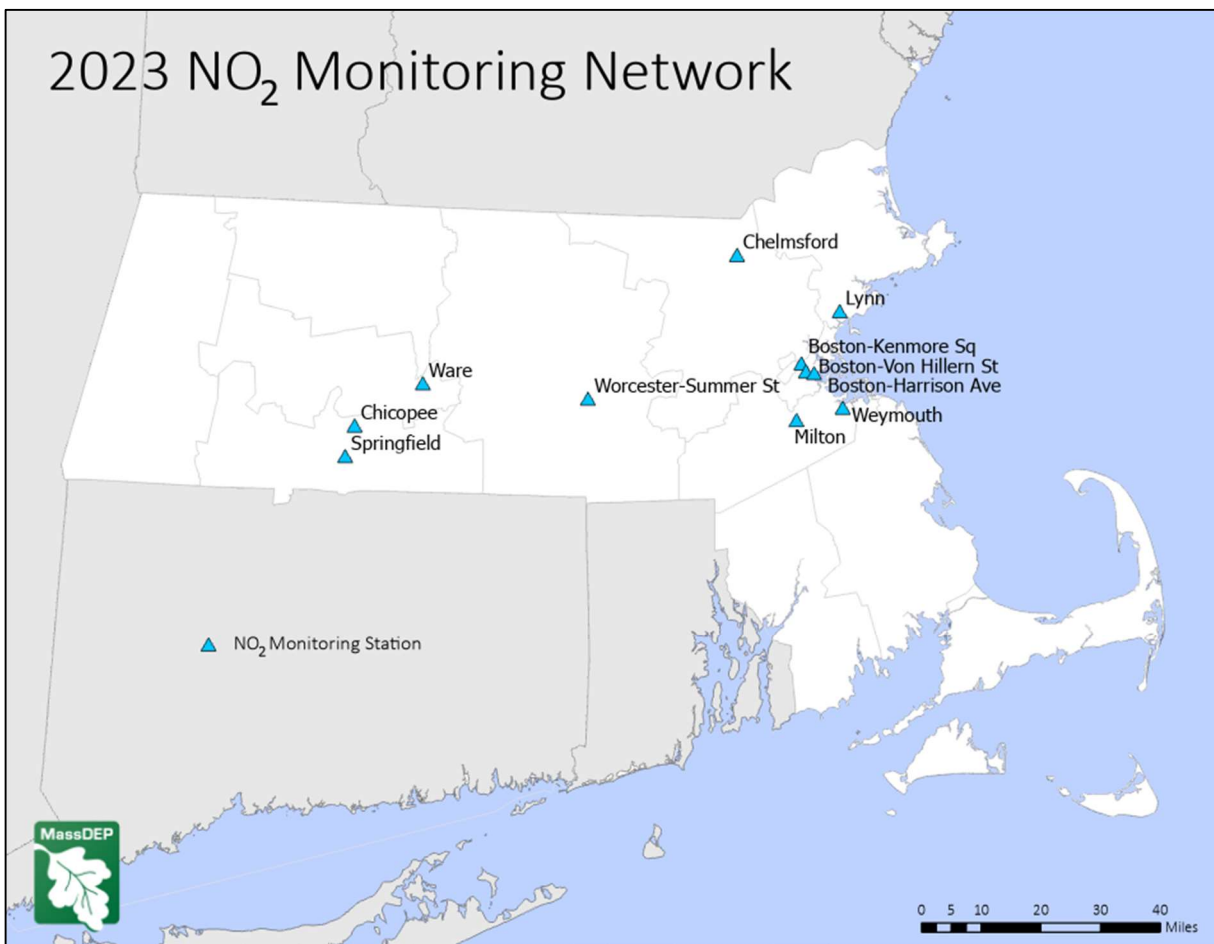 2023 NO₂ Monitoring Network
Chelmsford
Lynn
Boston-Kenmore Sq
Boston-Von Hillern St
Boston-Harrison Ave
Ware
Worcester-Summer St
Weymouth
Chicopee
Milton
Springfield
NO₂ Monitoring Station
MassDEP
0 5 10 20 30 40
Miles